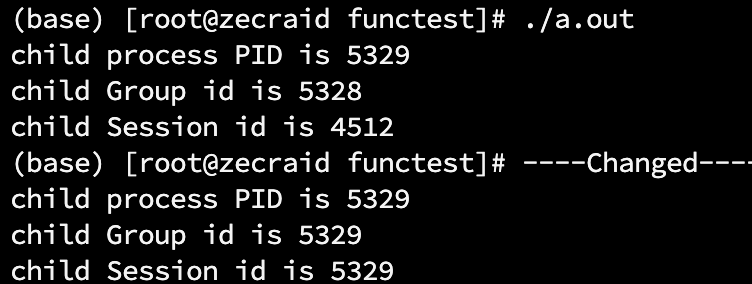 (base) [root@zecraid functest]# ./a.out
child process PID is 5329
child Group id is 5328
child Session id is 4512
(base) [root@zecraid functest]# ----Changed----
child process PID is 5329
child Group id is 5329
child Session id is 5329